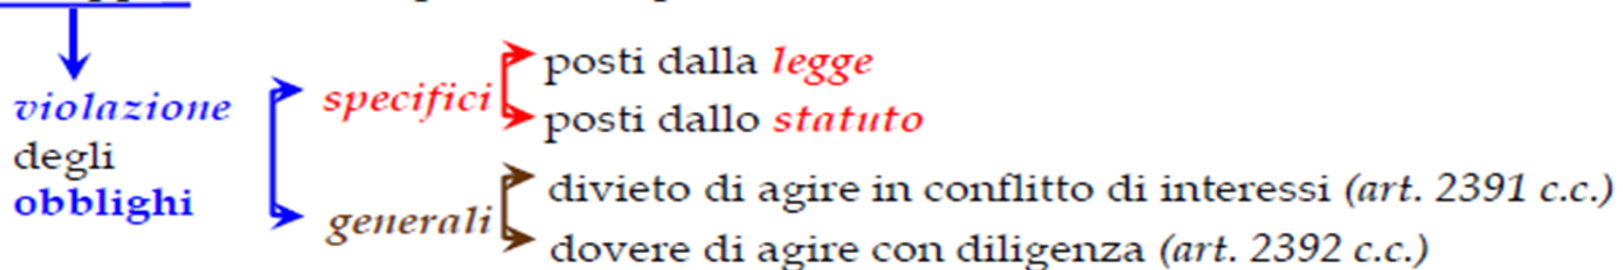 violazione
degli
obblighi
specifici
posti dalla legge
posti dallo statuto
generali
divieto di agire in conflitto di interessi (art. 2391 c.c.)
dovere di agire con diligenza (art. 2392 c.c.)